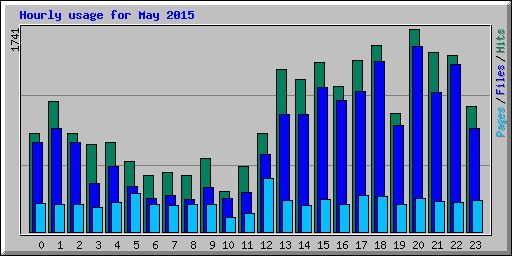 Hourly usage for May 2015
1741
Pages / Files / Hits
0 1 2 3 4 5 6 7 8 9 10 11 12 13 14 15 16 17 18 19 20 21 22 23